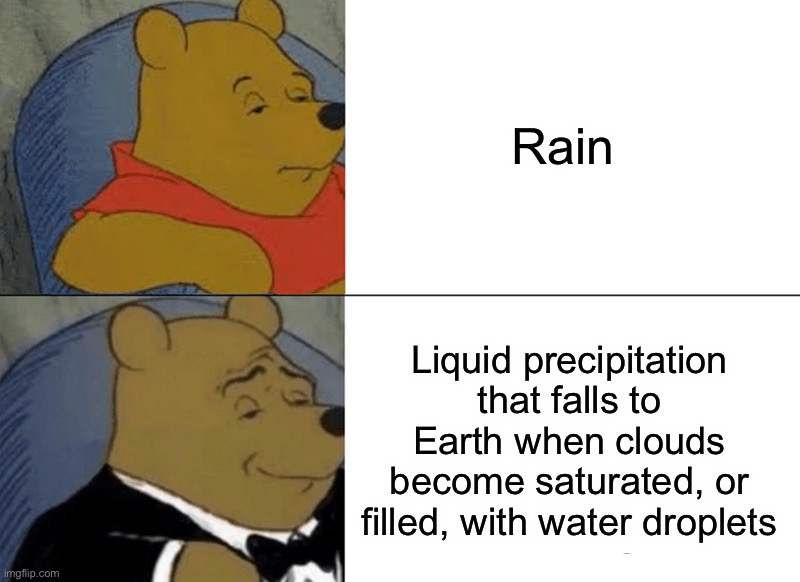 Rain
Liquid precipitation
that falls to
Earth when clouds
become saturated, or
filled, with water droplets
imgflip.com